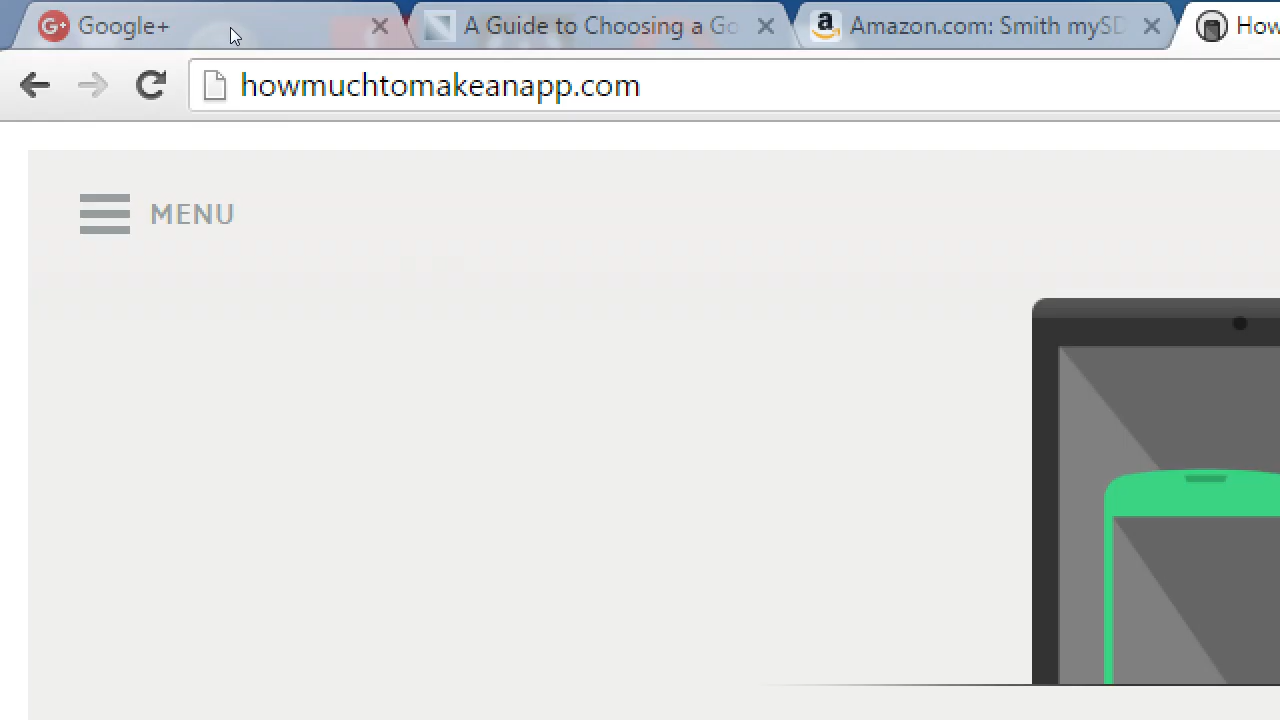 Google+
A Guide to Choosing a Go
Amazon.com: Smith mySD
How
howmuchtomakeanapp.com
MENU